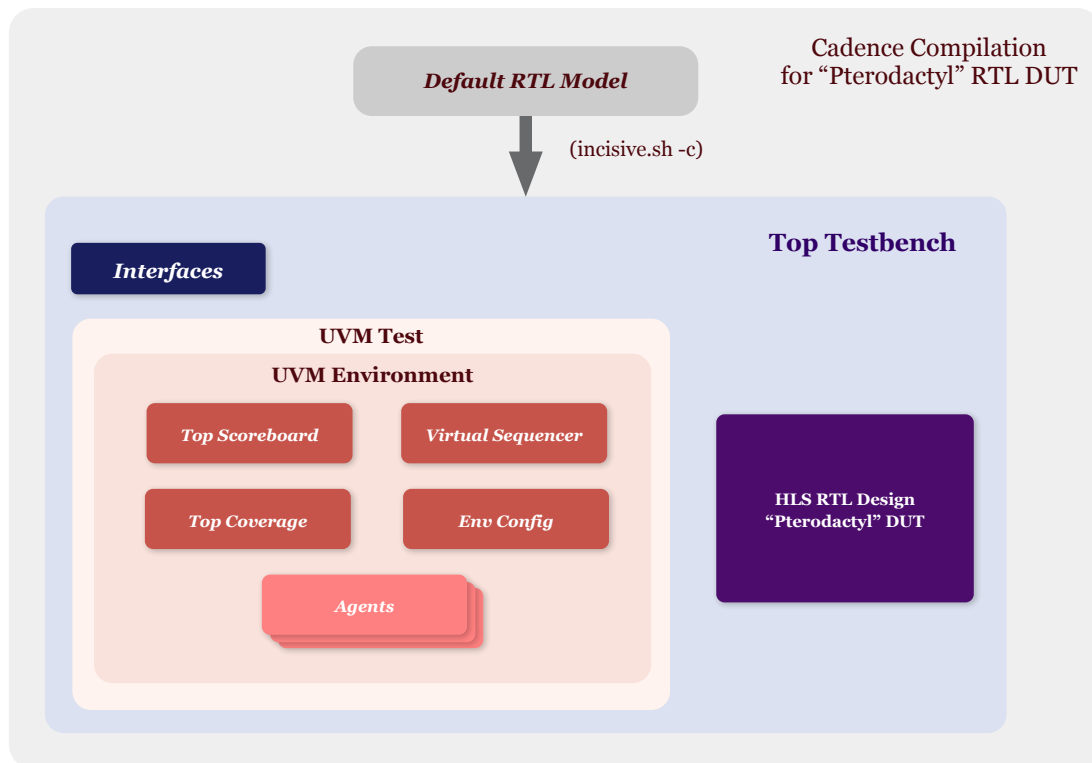 Cadence Compilation
for “Pterodactyl” RTL DUT
Default RTL Model
(incisive.sh -c)
Top Testbench
Interfaces
UVM Test
UVM Environment
Top Scoreboard
Virtual Sequencer
Top Coverage
Env Config
Agents
HLS RTL Design
“Pterodactyl” DUT